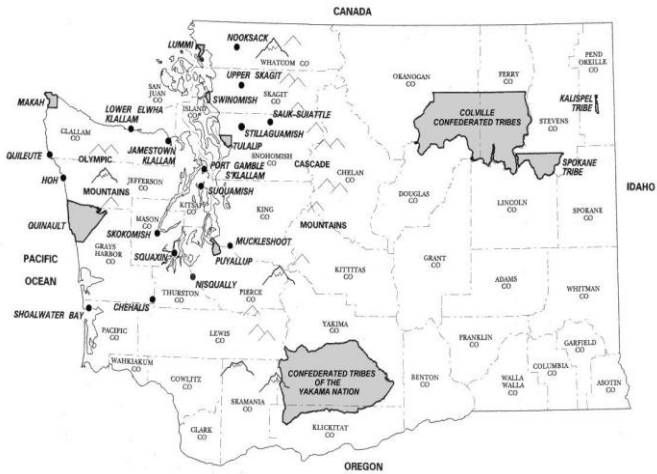 CANADA
LUMMI
NOOKSACK
WHATCOM
CO
PEND
OREILLE
CO
SAN
JUAN
CO
UPPER SKAGIT
SKAGIT
CO
OKANOGAN
CO
FERRY
CO
MAKAH
LOWER ELWHA
KLALLAM
ISLAND
CO
SWINOMISH
SAUK-SUIATTLE
COLVILLE
CONFEDERATED TRIBES
STEVENS
CO
KALISPEL
TRIBE
CLALLAM
CO
STILLAGUAMISH
TULALIP
JAMESTOWN
KLALLAM
SNOHOMISH
CO
QUILEUTE
OLYMPIC
MOUNTAINS
PORT GAMBLE
S'KLALLAM
CASCADE
MOUNTAINS
CHELAN
CO
SPOKANE
TRIBE
IDAHO
HOH
JEFFERSON
CO
SUQUAMISH
KITSAP
CO
DOUGLAS
CO
LINCOLN
CO
SPOKANE
CO
QUINAULT
MASON
CO
KING
CO
SKOKOMISH
MUCKLESHOOT
GRAYS
HARBOR
CO
SQUAXIN
PUYALLUP
GRANT
CO
PACIFIC
OCEAN
KITTITAS
CO
ADAMS
CO
WHITMAN
CO
NISQUALLY
THURSTON
CO
PIERCE
CO
SHOALWATER BAY
CHEHALIS
PACIFIC
CO
LEWIS
CO
YAKIMA
CO
FRANKLIN
CO
GARFIELD
CO
WAHKIAKUM
CO
COWLITZ
CO
CONFEDERATED TRIBES
OF THE
YAKAMA NATION
BENTON
CO
WALLA
WALLA
CO
COLUMBIA
CO
ASOTIN
CO
SKAMANIA
CO
CLARK
CO
KLICKITAT
CO
OREGON